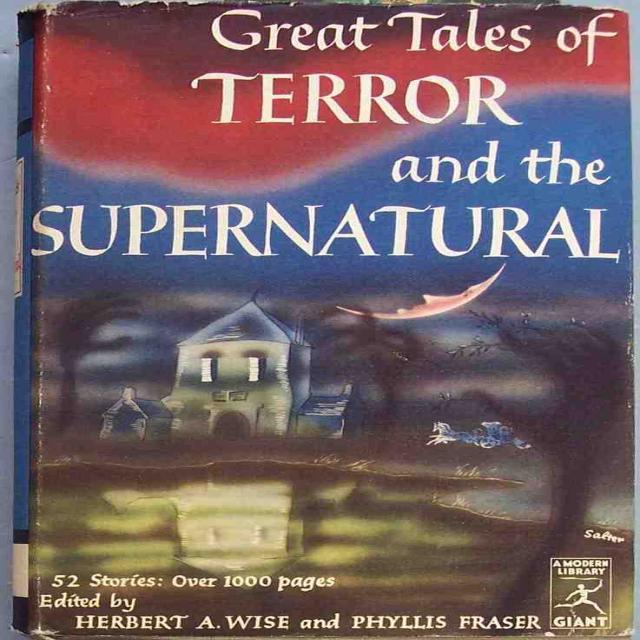 Great Tales of
TERROR
and the
SUPERNATURAL
Salter
52 Stories: Over 1000 pages
Edited by
HERBERT A. WISE and PHYLLIS FRASER
A MODERN
LIBRARY
GIANT